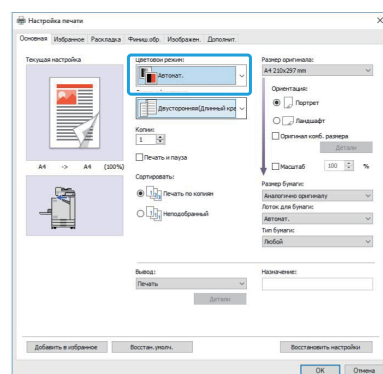 Настройка печати
Основная Избранное Раскладка Финиш.обр. Изображен. Дополнит.
Текущая настройка
A4 -> A4 (100%)
Цветовой режим:
Автомат.
Двусторонняя(Длинный кра
Копии:
1
Печать и пауза
Сортировать:
Печать по копиям
Неподобранный
Размер оригинала:
A4 210x297 mm
Ориентация:
Портрет
Ландшафт
Оригинал комб. размера
Детали
Масштаб 100 %
Размер бумаги:
Аналогично оригиналу
Лоток для бумаги:
Автомат.
Тип бумаги:
Любой
Вывод:
Печать
Детали
Назначение:
Добавить в избранное Восстан.умолч. Восстановить настройки
OK Отмена